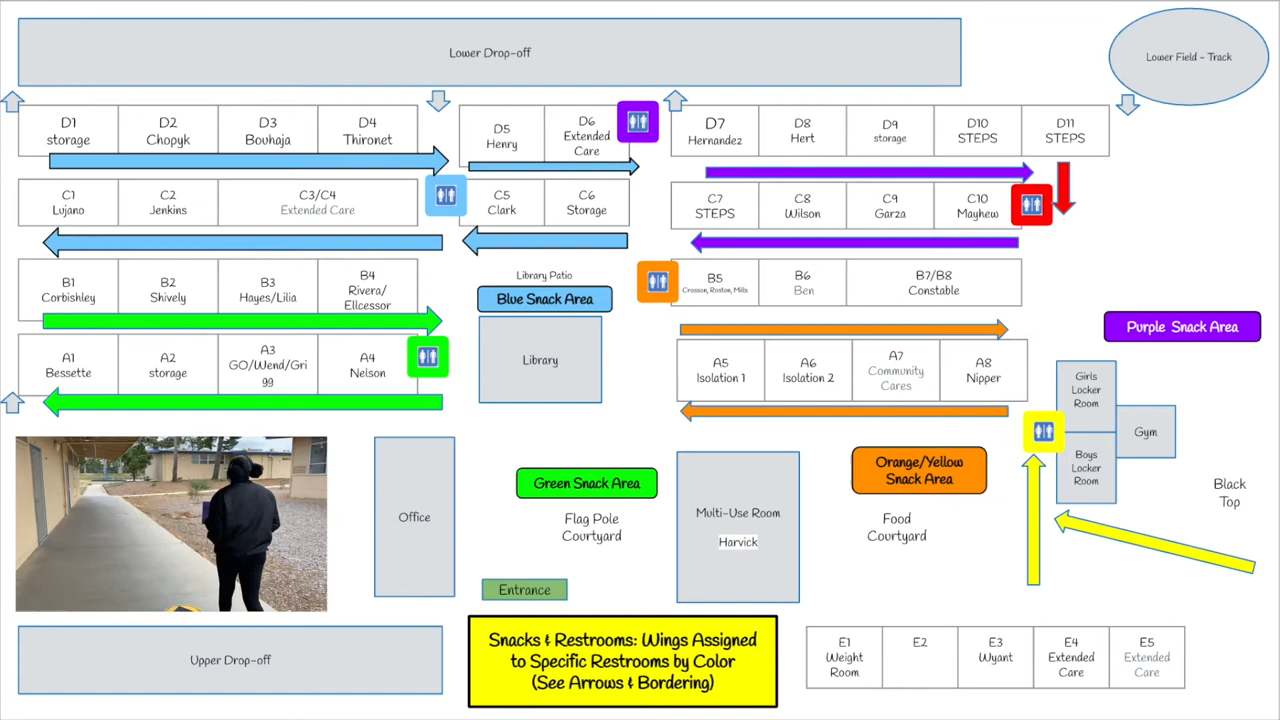 Lower Drop-off
Lower Field - Track
D1
storage
D2
Chopyk
D3
Bouhaja
D4
Thironet
D5
Henry
D6
Extended
Care
D7
Hernandez
D8
Hert
D9
storage
D10
STEPS
D11
STEPS
C1
Lujano
C2
Jenkins
C3/C4
Extended Care
C5
Clark
C6
Storage
C7
STEPS
C8
Wilson
C9
Garza
C10
Mayhew
B1
Corbishley
B2
Shively
B3
Hayes/Lilia
B4
Rivera/
Ellcessor
Library Patio
Blue Snack Area
B5
Crosson, Roston, Mills
B6
Ben
B7/B8
Constable
Purple Snack Area
A1
Bessette
A2
storage
A3
GO/Wend/Gri
gg
A4
Nelson
Library
A5
Isolation 1
A6
Isolation 2
A7
Community
Cares
A8
Nipper
Girls
Locker
Room
Gym
Boys
Locker
Room
Black
Top
Office
Green Snack Area
Flag Pole
Courtyard
Multi-Use Room
Harvick
Orange/Yellow
Snack Area
Food
Courtyard
Entrance
Upper Drop-off
Snacks & Restrooms: Wings Assigned
to Specific Restrooms by Color
(See Arrows & Bordering)
E1
Weight
Room
E2
E3
Wyant
E4
Extended
Care
E5
Extended
Care